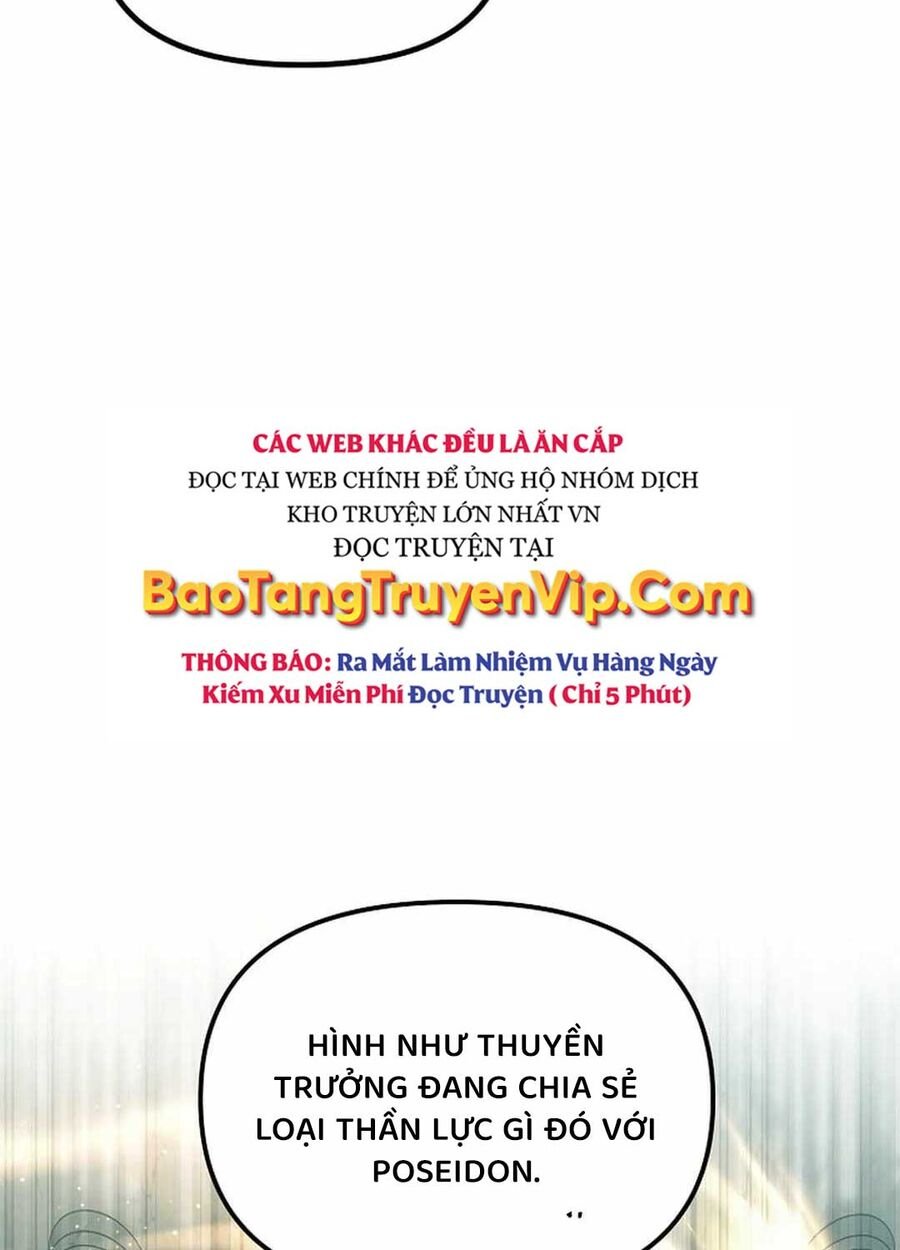 CÁC WEB KHÁC ĐỀU LÀ ĂN CẮP
ĐỌC TẠI WEB CHÍNH ĐỂ ỦNG HỘ NHÓM DỊCH
KHO TRUYỆN LỚN NHẤT VN
ĐỌC TRUYỆN TẠI
BaoTangTruyenVip.Com
THÔNG BÁO: Ra Mắt Làm Nhiệm Vụ Hàng Ngày
Kiếm Xu Miễn Phí Đọc Truyện ( Chỉ 5 Phút)
HÌNH NHƯ THUYỀN
TRƯỞNG ĐANG CHIA SẺ
LOẠI THẦN LỰC GÌ ĐÓ VỚI
POSEIDON.